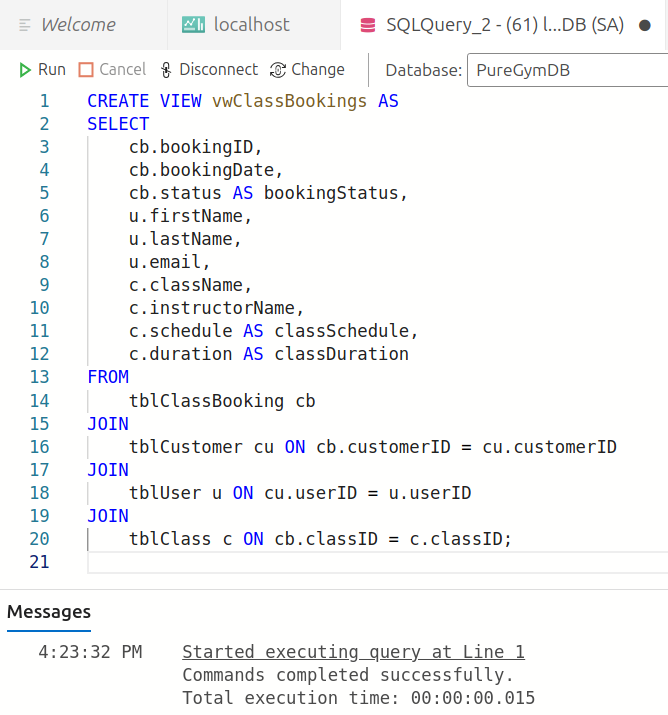 Welcome
localhost
SQLQuery_2 - (61) l...DB (SA)
Run Cancel Disconnect Change Database: PureGymDB
1 CREATE VIEW vwClassBookings AS
2 SELECT
3 cb.bookingID,
4 cb.bookingDate,
5 cb.status AS bookingStatus,
6 u.firstName,
7 u.lastName,
8 u.email,
9 c.className,
10 c.instructorName,
11 c.schedule AS classSchedule,
12 c.duration AS classDuration
13 FROM
14 tblClassBooking cb
15 JOIN
16 tblCustomer cu ON cb.customerID = cu.customerID
17 JOIN
18 tblUser u ON cu.userID = u.userID
19 JOIN
20 tblClass c ON cb.classID = c.classID;
21
Messages
4:23:32 PM Started executing query at Line 1
Commands completed successfully.
Total execution time: 00:00:00.015